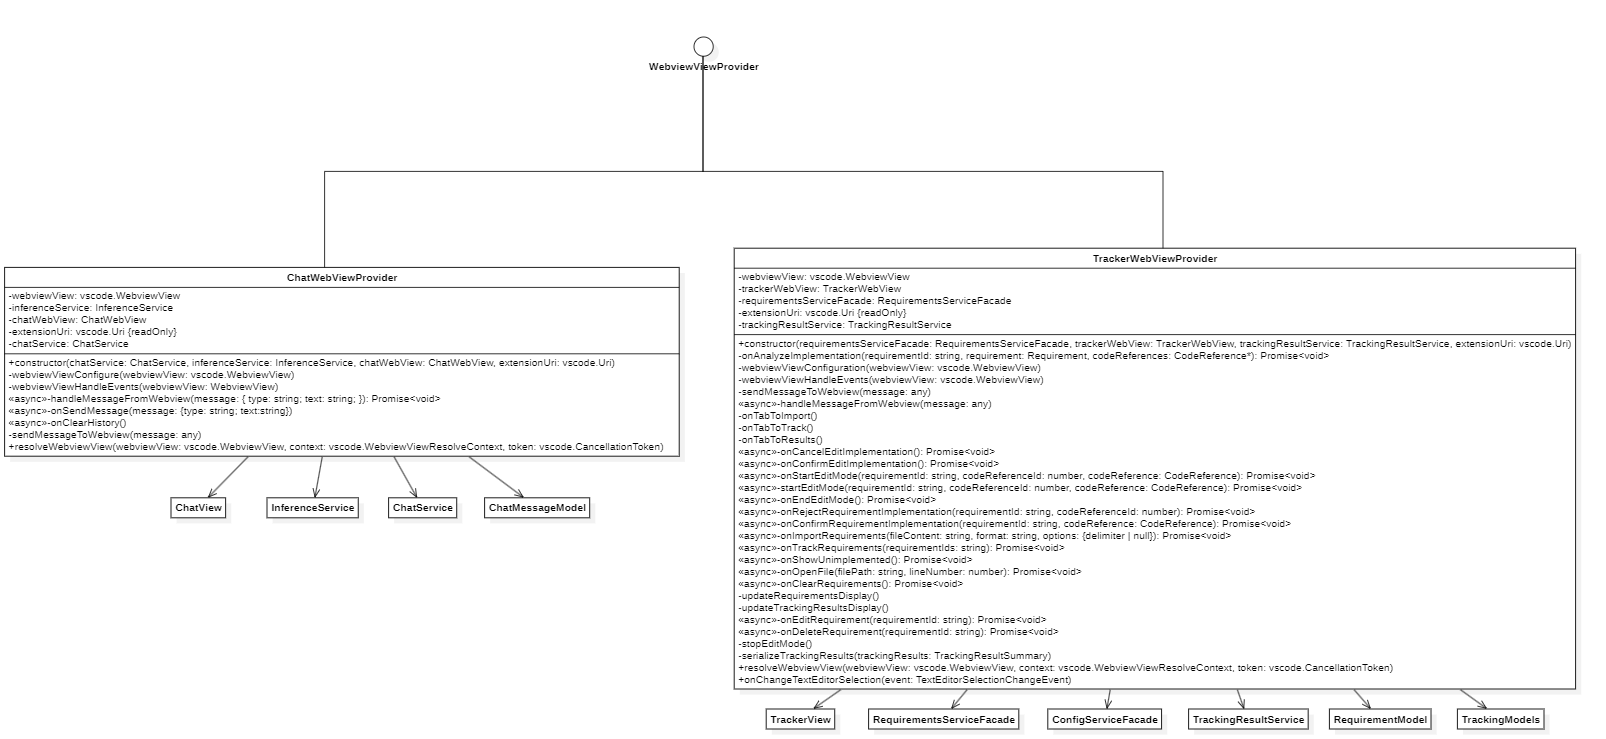 WebviewViewProvider
ChatWebViewProvider
-webviewView: vscode.WebviewView
-inferenceService: InferenceService
-chatWebView: ChatWebView
-extensionUri: vscode.Uri {readOnly}
-chatService: ChatService
+constructor(chatService: ChatService, inferenceService: InferenceService, chatWebView: ChatWebView, extensionUri: vscode.Uri)
-webviewViewConfigure(webviewView: vscode.WebviewView)
-webviewViewHandleEvents(webviewView: WebviewView)
«async»-handleMessageFromWebview(message: { type: string; text: string; }): Promise<void>
«async»-onSendMessage(message: {type: string; text:string})
«async»-onClearHistory()
-sendMessageToWebview(message: any)
+resolveWebviewView(webviewView: vscode.WebviewView, context: vscode.WebviewViewResolveContext, token: vscode.CancellationToken)
ChatView
InferenceService
ChatService
ChatMessageModel
TrackerWebViewProvider
-webviewView: vscode.WebviewView
-trackerWebView: TrackerWebView
-requirementsServiceFacade: RequirementsServiceFacade
-extensionUri: vscode.Uri {readOnly}
-trackingResultService: TrackingResultService
+constructor(requirementsServiceFacade: RequirementsServiceFacade, trackerWebView: TrackerWebView, trackingResultService: TrackingResultService, extensionUri: vscode.Uri)
-onAnalyzeImplementation(requirementId: string, requirement: Requirement, codeReferences: CodeReference*): Promise<void>
-webviewViewConfiguration(webviewView: vscode.WebviewView)
-webviewViewHandleEvents(webviewView: vscode.WebviewView)
-sendMessageToWebview(message: any)
«async»-handleMessageFromWebview(message: any)
-onTabToImport()
-onTabToTrack()
-onTabToResults()
«async»-onCancelEditImplementation(): Promise<void>
«async»-onConfirmEditImplementation(): Promise<void>
«async»-onStartEditMode(requirementId: string, codeReferenceId: number, codeReference: CodeReference): Promise<void>
«async»-startEditMode(requirementId: string, codeReferenceId: number, codeReference: CodeReference): Promise<void>
«async»-onEndEditMode(): Promise<void>
«async»-onRejectRequirementImplementation(requirementId: string, codeReferenceId: number): Promise<void>
«async»-onConfirmRequirementImplementation(requirementId: string, codeReference: CodeReference): Promise<void>
«async»-onImportRequirements(fileContent: string, format: string, options: {delimiter | null}): Promise<void>
«async»-onTrackRequirements(requirementIds: string): Promise<void>
«async»-onShowUnimplemented(): Promise<void>
«async»-onOpenFile(filePath: string, lineNumber: number): Promise<void>
«async»-onClearRequirements(): Promise<void>
-updateRequirementsDisplay()
-updateTrackingResultsDisplay()
«async»-onEditRequirement(requirementId: string): Promise<void>
«async»-onDeleteRequirement(requirementId: string): Promise<void>
-stopEditMode()
-serializeTrackingResults(trackingResults: TrackingResultSummary)
+resolveWebviewView(webviewView: vscode.WebviewView, context: vscode.WebviewViewResolveContext, token: vscode.CancellationToken)
+onChangeTextEditorSelection(event: TextEditorSelectionChangeEvent)
TrackerView
RequirementsServiceFacade
ConfigServiceFacade
TrackingResultService
RequirementModel
TrackingModels